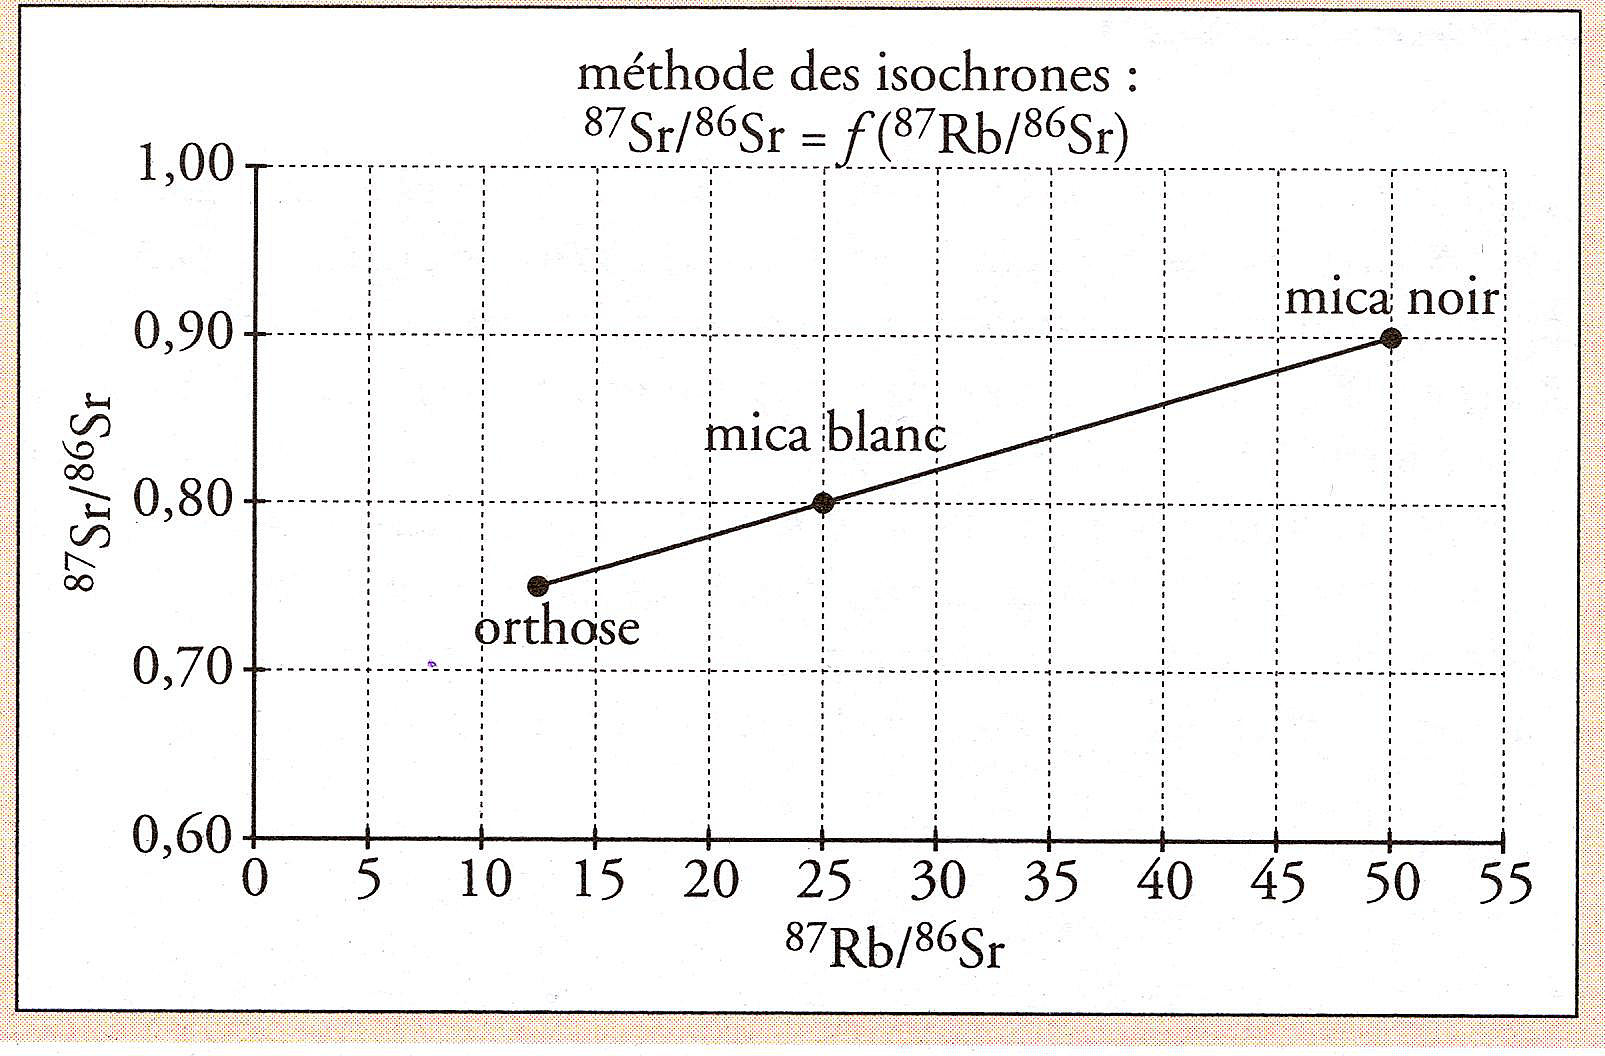 méthode des isochrones :
⁸⁷Sr/⁸⁶Sr = f(⁸⁷Rb/⁸⁶Sr)
1,00
0,90
0,80
0,70
0,60
⁸⁷Sr/⁸⁶Sr
mica noir
mica blanc
orthose
0 5 10 15 20 25 30 35 40 45 50 55
⁸⁷Rb/⁸⁶Sr